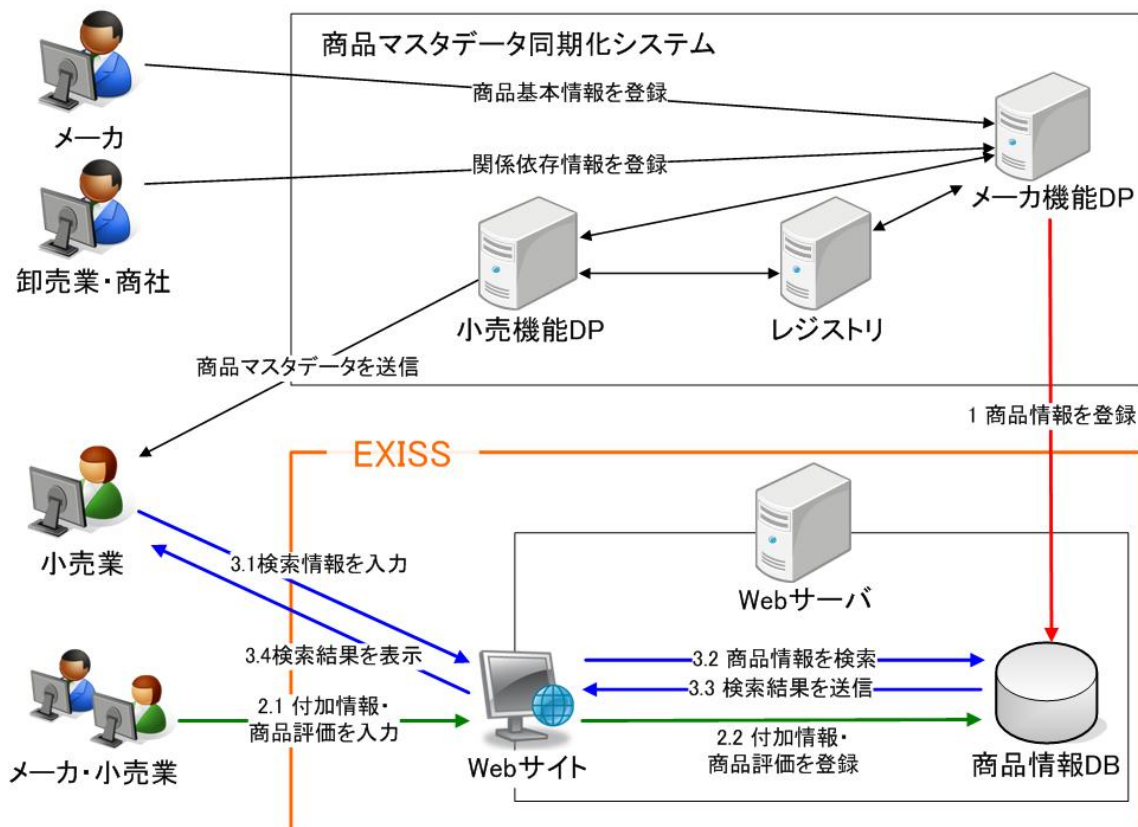 商品マスタデータ同期化システム
メーカ
商品基本情報を登録
関係依存情報を登録
メーカ機能DP
卸売業・商社
小売機能DP
レジストリ
商品マスタデータを送信
1 商品情報を登録
EXISS
小売業
3.1検索情報を入力
Webサーバ
3.4検索結果を表示
3.2 商品情報を検索
3.3 検索結果を送信
2.1 付加情報・
商品評価を入力
2.2 付加情報・
商品評価を登録
メーカ・小売業
Webサイト
商品情報DB